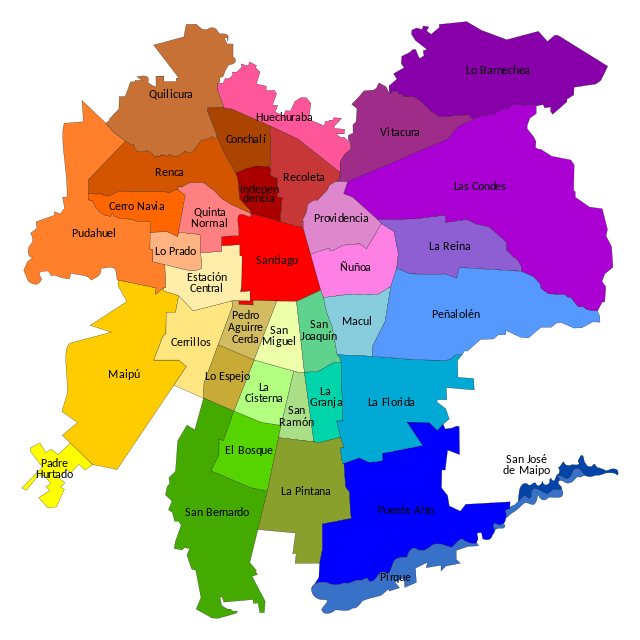 Lo Barnechea
Quilicura
Huechuraba
Vitacura
Conchalí
Renca
Recoleta
Indepen
dencia
Las Condes
Cerro Navia
Quinta
Normal
Providencia
Pudahuel
La Reina
Lo Prado
Santiago
Ñuñoa
Estación
Central
Pedro
Aguirre
Cerda
Peñalolén
San
Miguel
San
Joaquín
Macul
Cerrillos
Maipú
Lo Espejo
La
Cisterna
La
Granja
La Florida
San
Ramón
El Bosque
Padre
Hurtado
San José
de Maipo
La Pintana
San Bernardo
Puente Alto
Pirque